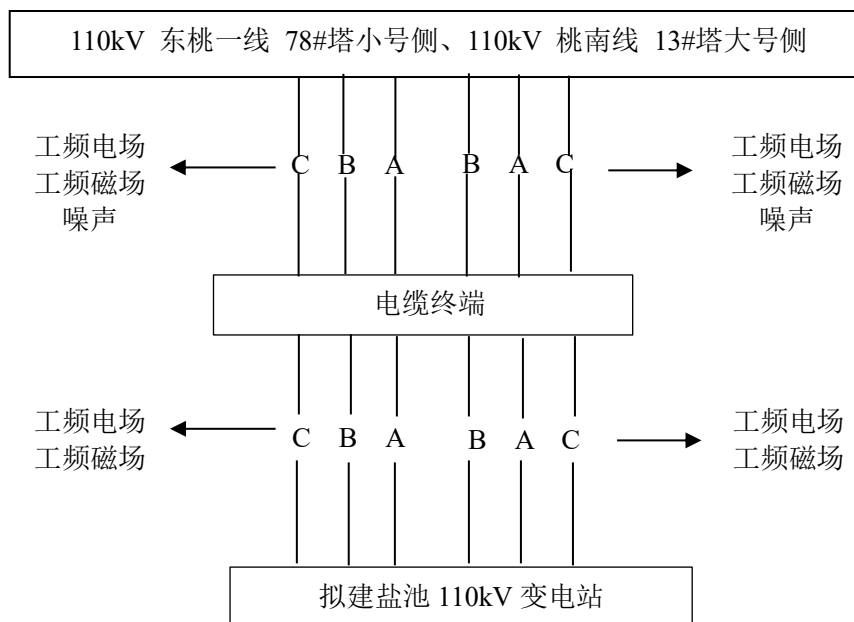 110kV 东桃一线 78#塔小号侧、110kV 桃南线 13#塔大号侧
工频电场
工频磁场
噪声
C B A B A C
工频电场
工频磁场
噪声
电缆终端
工频电场
工频磁场
C B A B A C
工频电场
工频磁场
拟建盐池 110kV 变电站